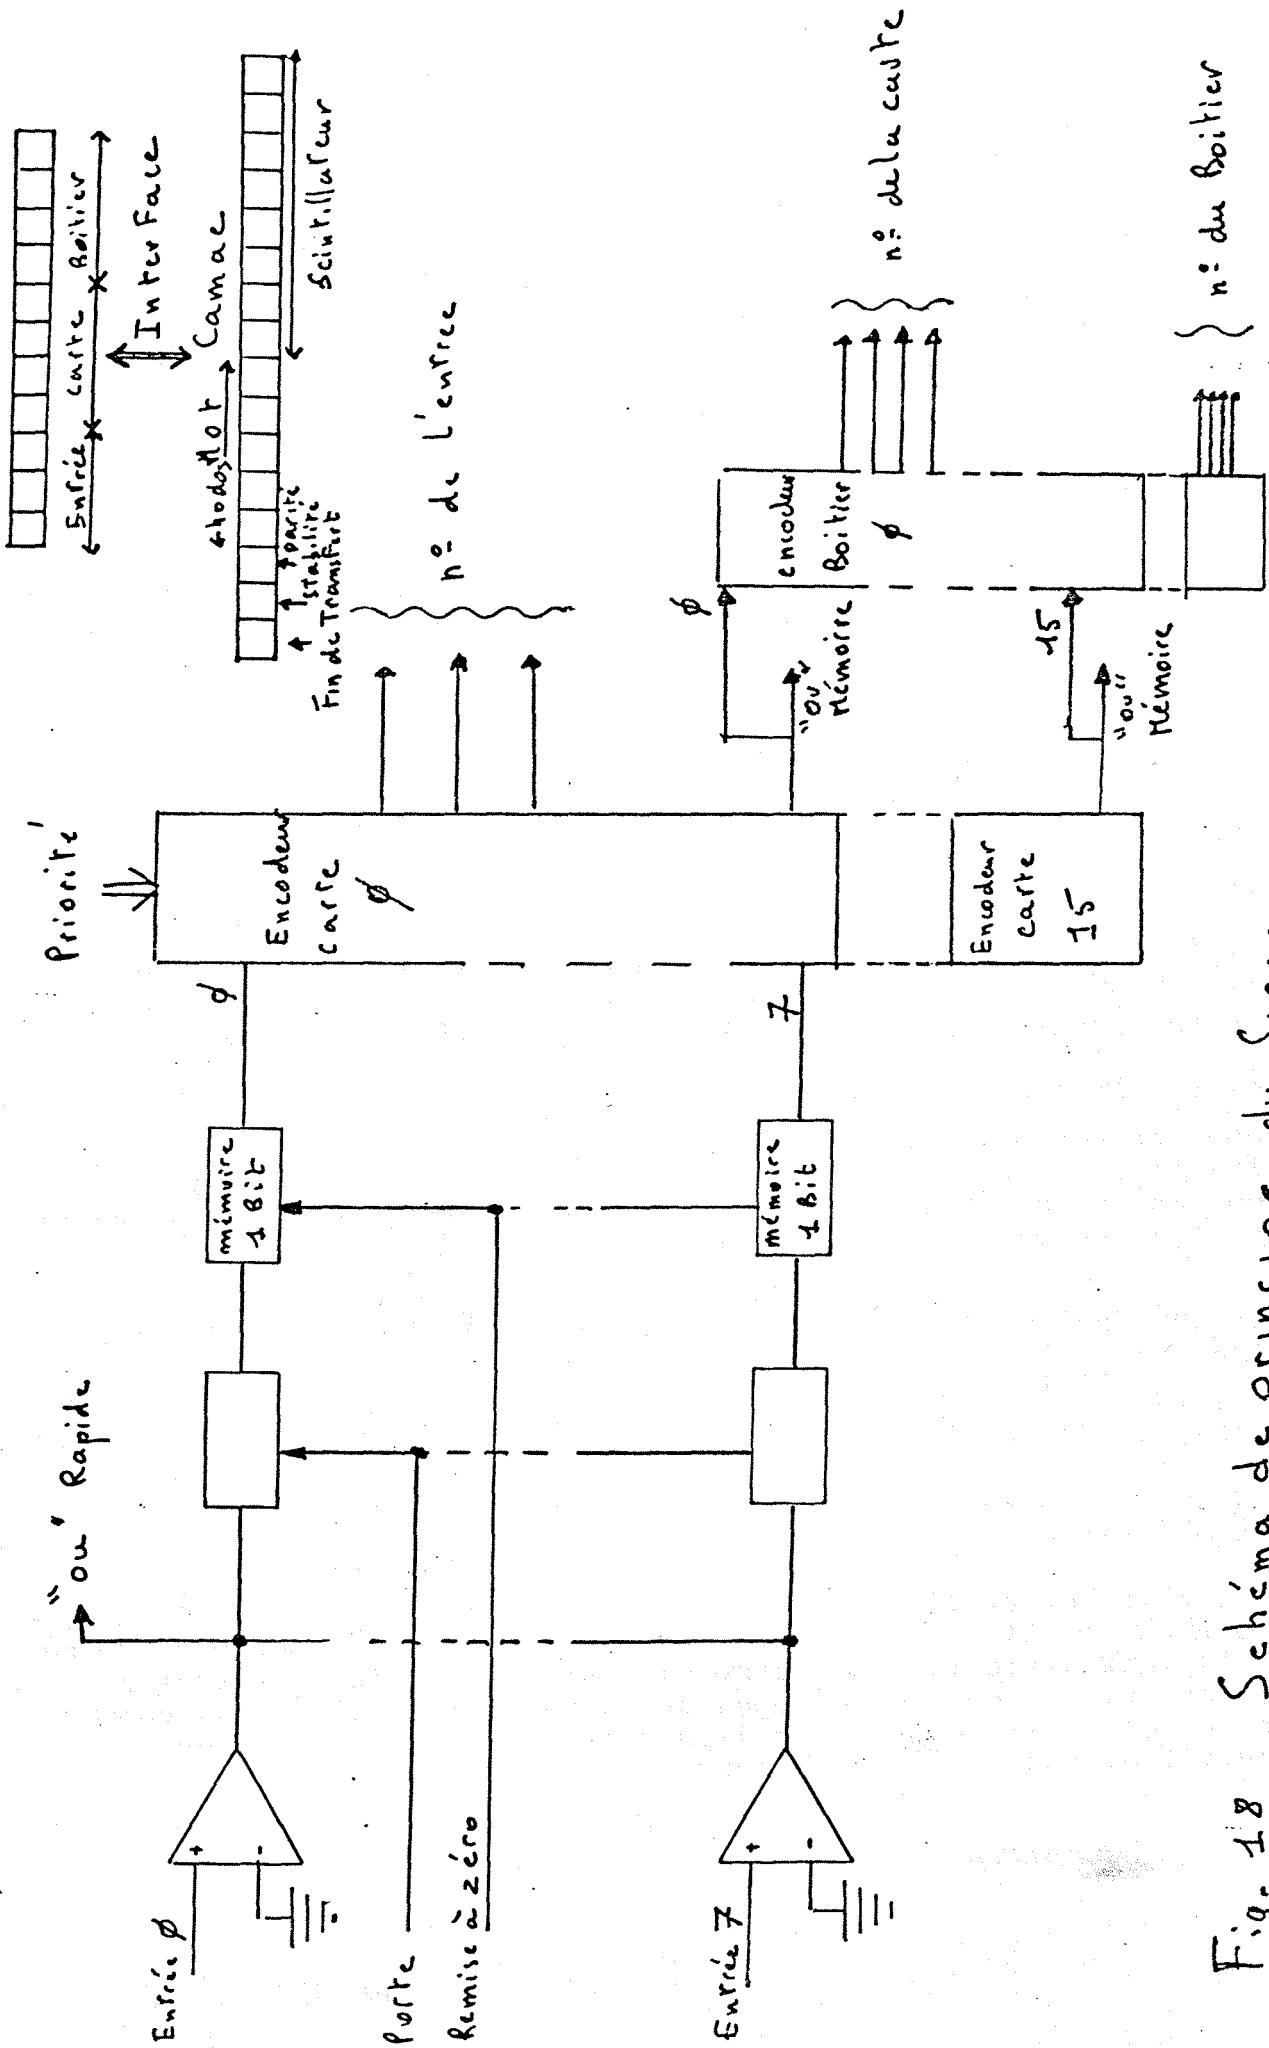 Entrée carte Boitier
InterFace
Mot Camac
hodos
Scintillateur
parité
stabilité
Fin de Transfert
"ou" Rapide
Priorité
Entrée ϕ
+
-
mémoire
1 Bit
ϕ
Encodeur
Carte
ϕ
n° de L'entrée
Porte
Remise à zéro
Entrée 7
+
-
mémoire
1 Bit
7
Encodeur
carte
15
"ou"
Mémoire
ϕ
encodeur
Boitier
ϕ
n° de la carte
"ou"
Mémoire
15
n° du Boitier
Fig. 18 Schéma de principe du